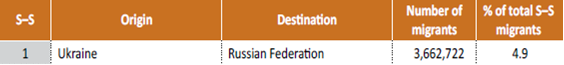 S–S Origin Destination Number of migrants % of total S–S migrants
1 Ukraine Russian Federation 3,662,722 4.9